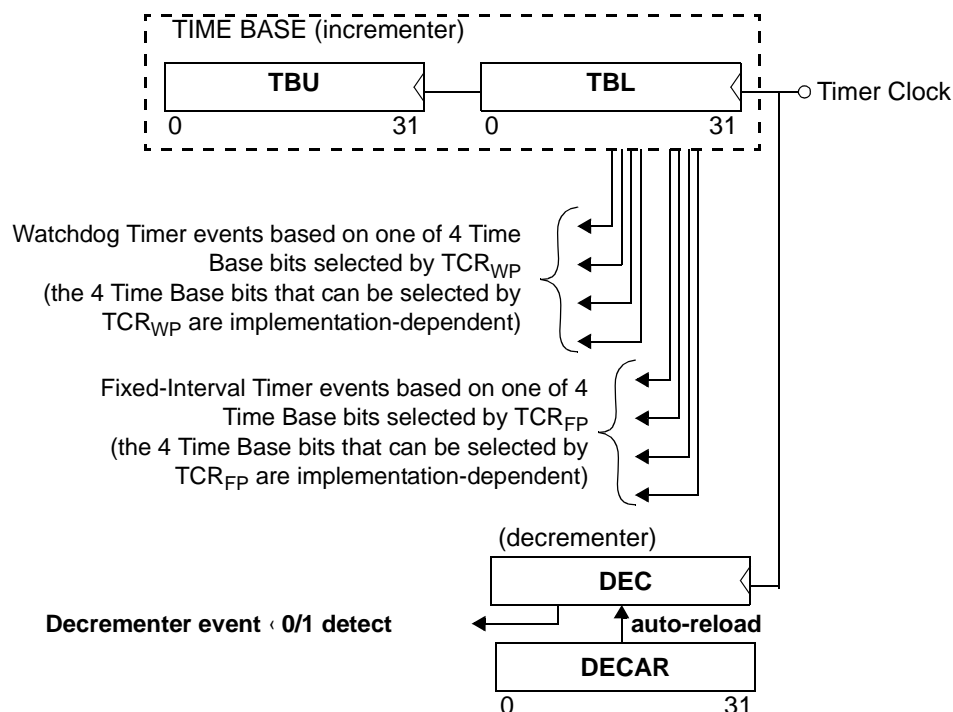 TIME BASE (incrementer)
TBU
TBL
Timer Clock
0 31 0 31
Watchdog Timer events based on one of 4 Time
Base bits selected by TCRWP
(the 4 Time Base bits that can be selected by
TCRWP are implementation-dependent)
Fixed-Interval Timer events based on one of 4
Time Base bits selected by TCRFP
(the 4 Time Base bits that can be selected by
TCRFP are implementation-dependent)
(decrementer)
DEC
Decrementer event ‹ 0/1 detect
auto-reload
DECAR
0 31